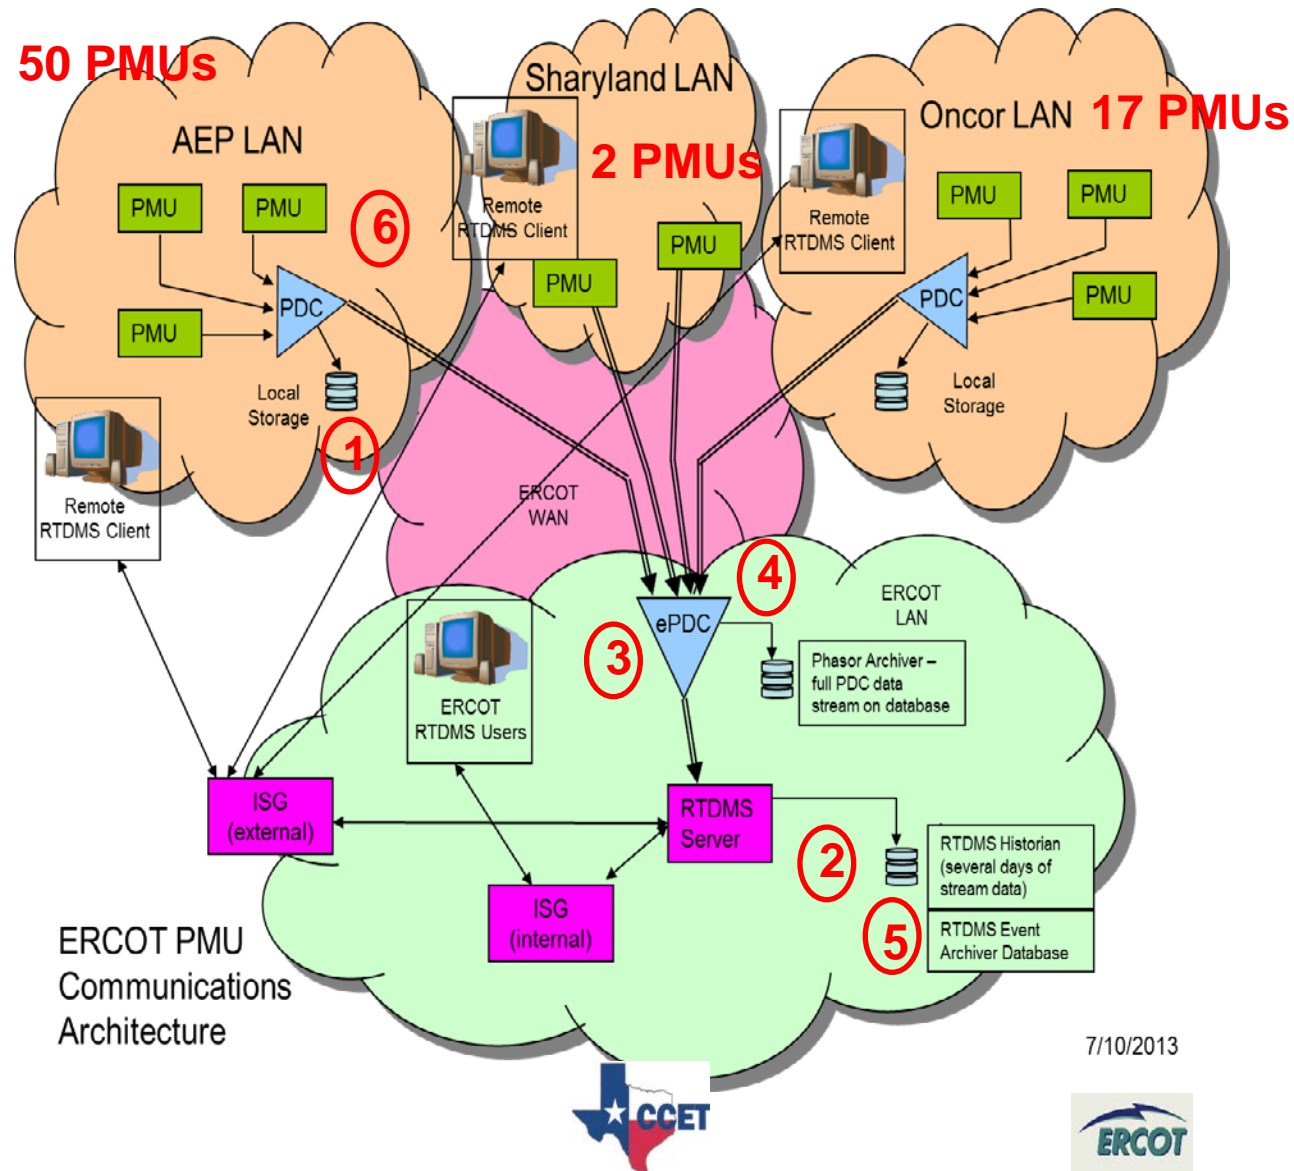 50 PMUs
Sharyland LAN
Oncor LAN
17 PMUs
AEP LAN
2 PMUs
PMU
PMU
6
Remote
RTDMS Client
Remote
RTDMS Client
PMU
PMU
PMU
PMU
PDC
PMU
PDC
PMU
Local
Storage
Local
Storage
1
Remote
RTDMS Client
ERCOT
WAN
4
ERCOT
LAN
ePDC
3
Phasor Archiver –
full PDC data
stream on database
ERCOT
RTDMS Users
ISG
(external)
RTDMS
Server
2
RTDMS Historian
(several days of
stream data)
ISG
(internal)
5
RTDMS Event
Archiver Database
ERCOT PMU
Communications
Architecture
7/10/2013
CCET
ERCOT